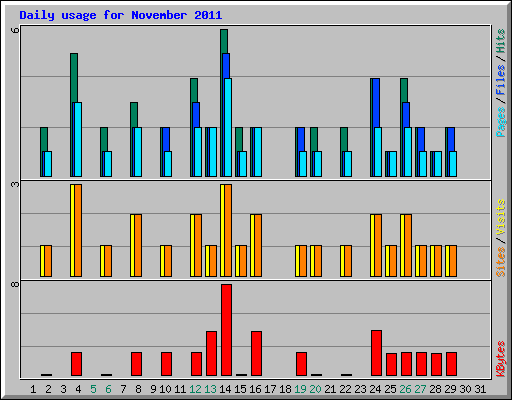 Daily usage for November 2011
6
Pages/Files/Hits
3
Sites/Visits
8
KBytes
1 2 3 4 5 6 7 8 9 10 11 12 13 14 15 16 17 18 19 20 21 22 23 24 25 26 27 28 29 30 31